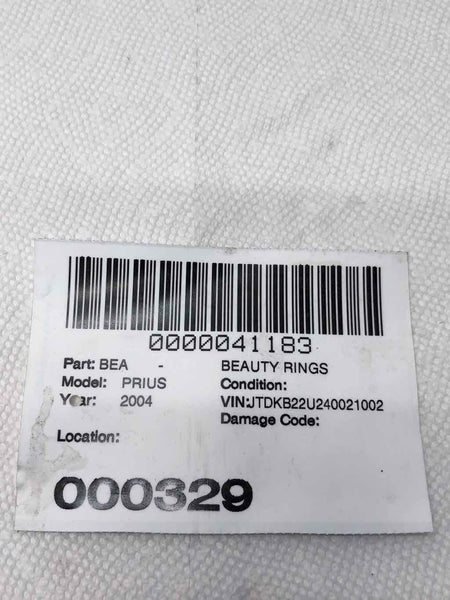 0000041183
Part: BEA - BEAUTY RINGS
Model: PRIUS Condition:
Year: 2004 VIN:JTDKB22U240021002
Damage Code:
Location:
000329